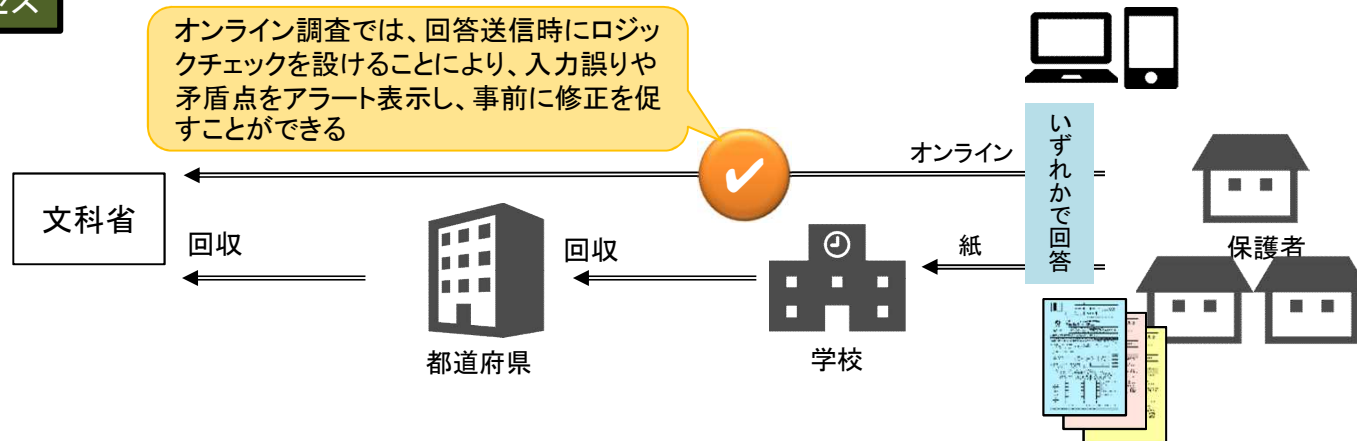 セス
オンライン調査では、回答送信時にロジッ
クチェックを設けることにより、入力誤りや
矛盾点をアラート表示し、事前に修正を促
すことができる
オンライン
いずれかで回答
文科省
回収
回収
紙
保護者
都道府県
学校